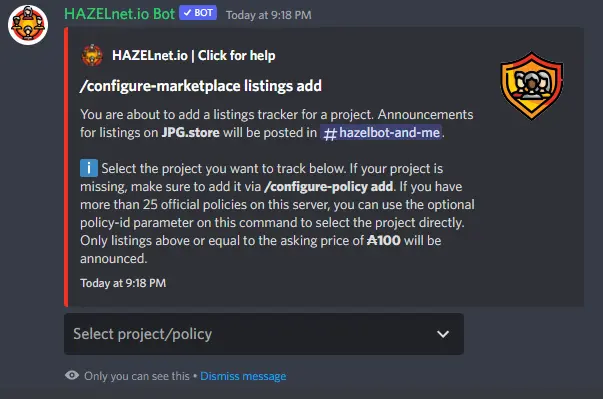 HAZELnet.io Bot ✓ BOT Today at 9:18 PM
HAZELnet.io | Click for help
/configure-marketplace listings add
You are about to add a listings tracker for a project. Announcements
for listings on JPG.store will be posted in # hazelbot-and-me.
i Select the project you want to track below. If your project is
missing, make sure to add it via /configure-policy add. If you have
more than 25 official policies on this server, you can use the optional
policy-id parameter on this command to select the project directly.
Only listings above or equal to the asking price of ₳100 will be
announced.
Today at 9:18 PM
Select project/policy
Only you can see this • Dismiss message